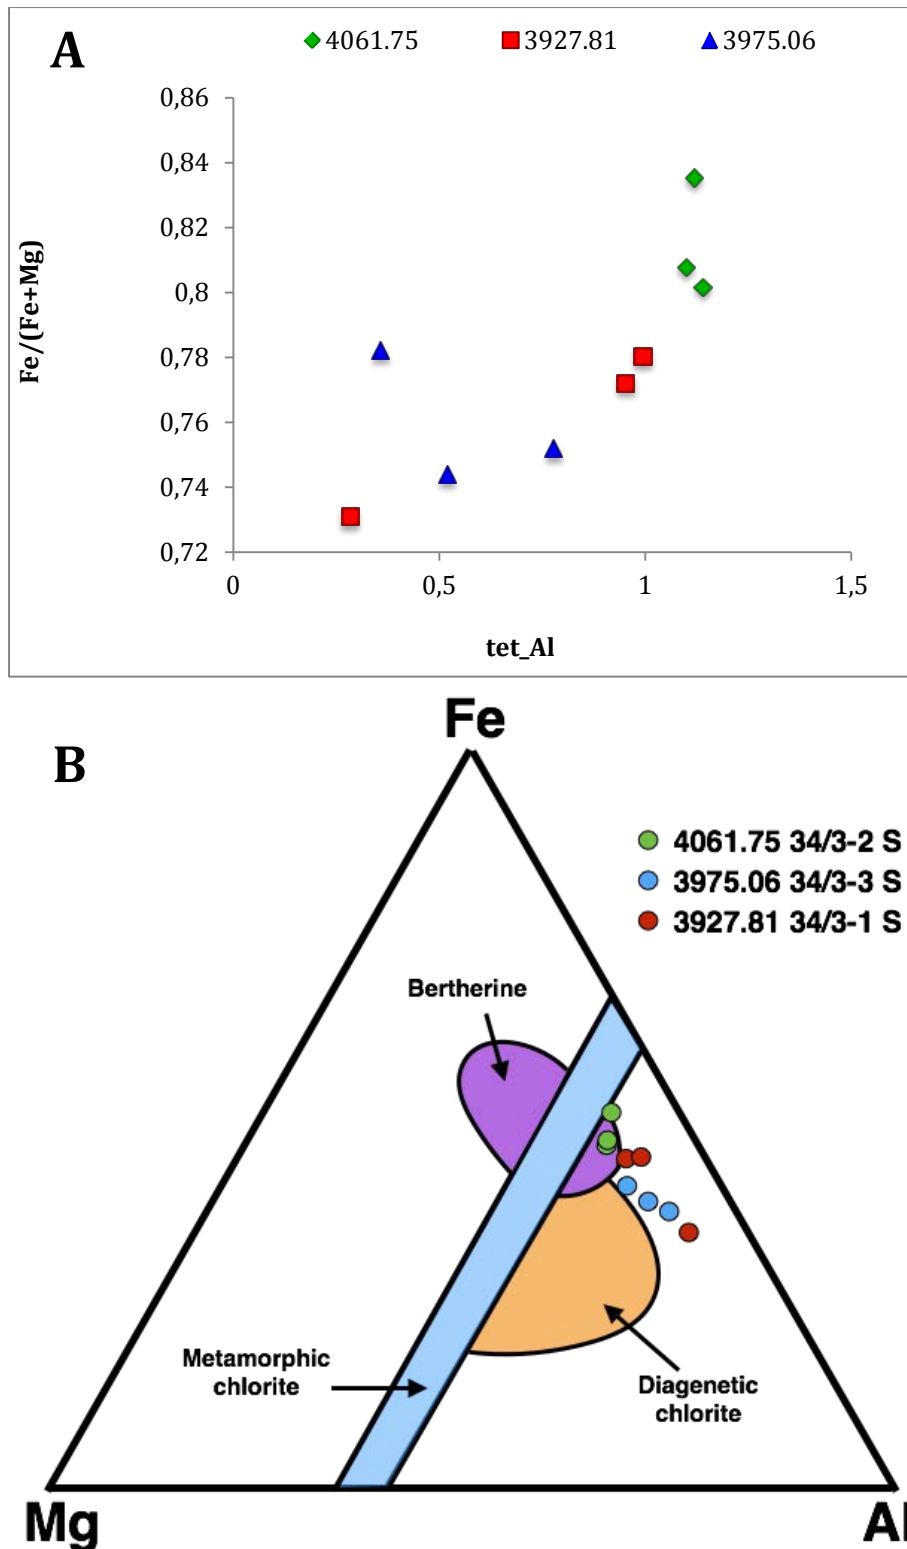 A
4061.75 3927.81 3975.06
0,86
0,84
0,82
0,8
0,78
0,76
0,74
0,72
Fe/(Fe+Mg)
0 0,5 1 1,5
tet_Al
Fe
B
4061.75 34/3-2 S
3975.06 34/3-3 S
3927.81 34/3-1 S
Bertherine
Metamorphic
chlorite
Diagenetic
chlorite
Mg Al